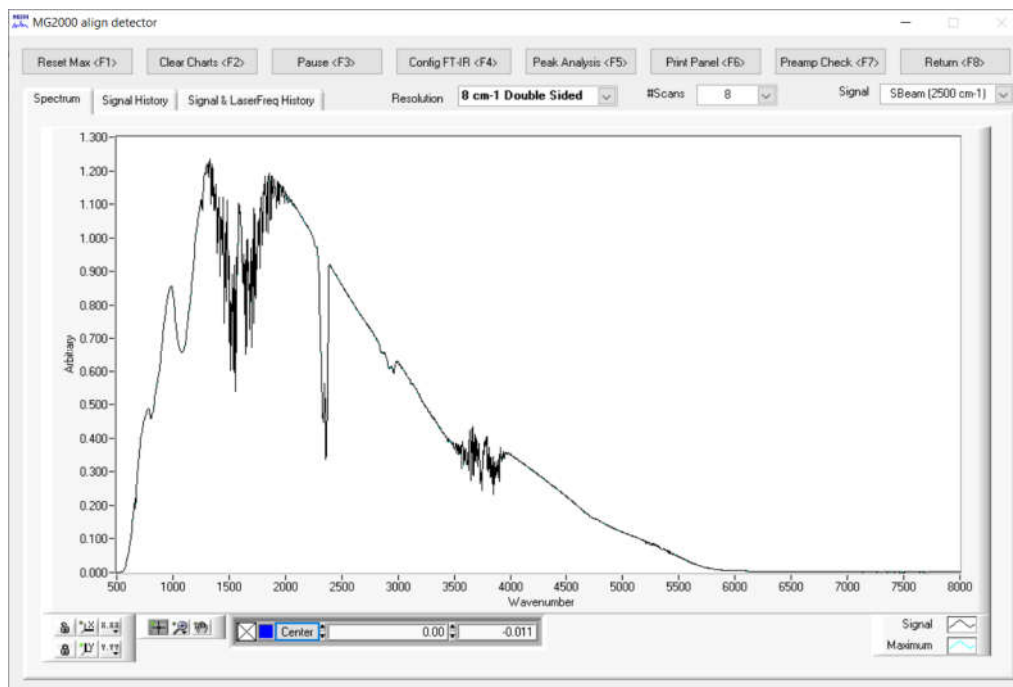 MG2000 align detector
Reset Max <F1> Clear Charts <F2> Pause <F3> Config FT-IR <F4> Peak Analysis <F5> Print Panel <F6> Preamp Check <F7> Return <F8>
Spectrum Signal History Signal & LaserFreq History Resolution 8 cm-1 Double Sided #Scans 8 Signal SBeam (2500 cm-1)
1.300
1.200
1.100
1.000
0.900
0.800
0.700
0.600
0.500
0.400
0.300
0.200
0.100
0.000
Arbitrary
500 1000 1500 2000 2500 3000 3500 4000 4500 5000 5500 6000 6500 7000 7500 8000
Wavenumber
Center 0.00 -0.011
Signal
Maximum